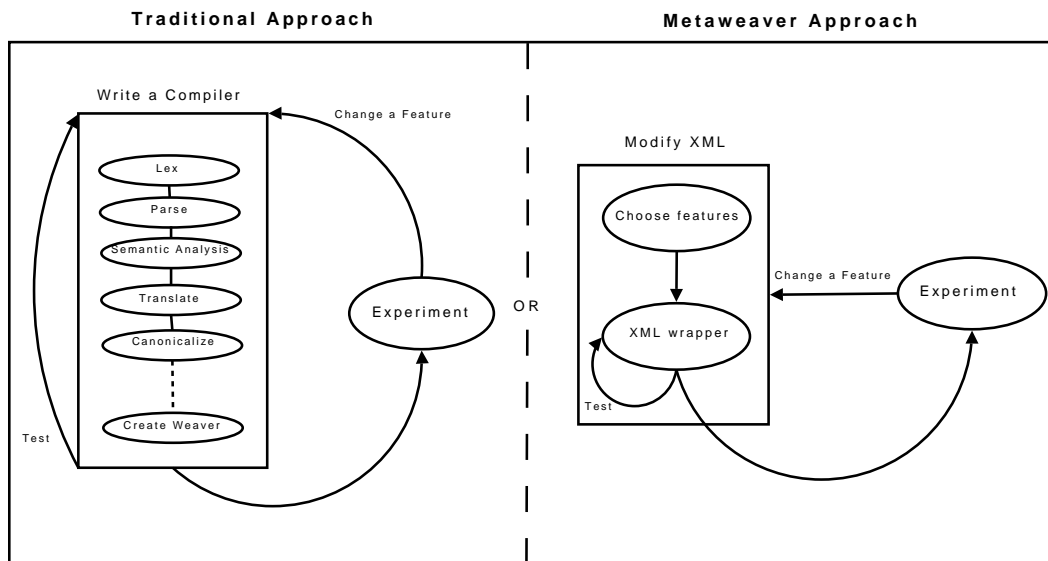 Traditional Approach
Metaweaver Approach
Write a Compiler
Change a Feature
Lex
Parse
Semantic Analysis
Translate
Canonicalize
Create Weaver
Test
Experiment
OR
Modify XML
Choose features
XML wrapper
Test
Change a Feature
Experiment